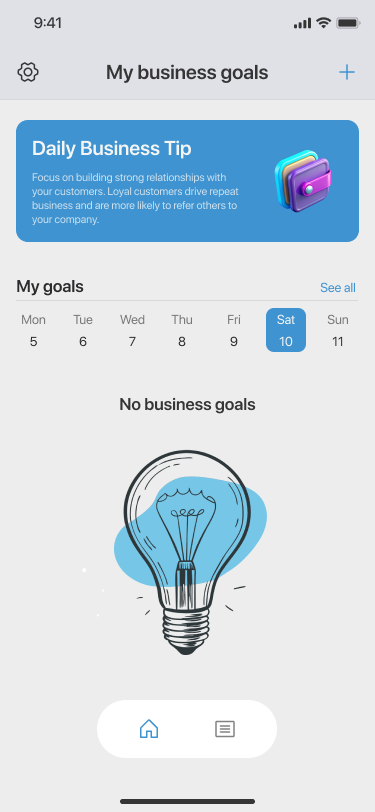 9:41
My business goals
Daily Business Tip
Focus on building strong relationships with
your customers. Loyal customers drive repeat
business and are more likely to refer others to
your company.
My goals
See all
Mon Tue Wed Thu Fri Sat Sun
5 6 7 8 9 10 11
No business goals